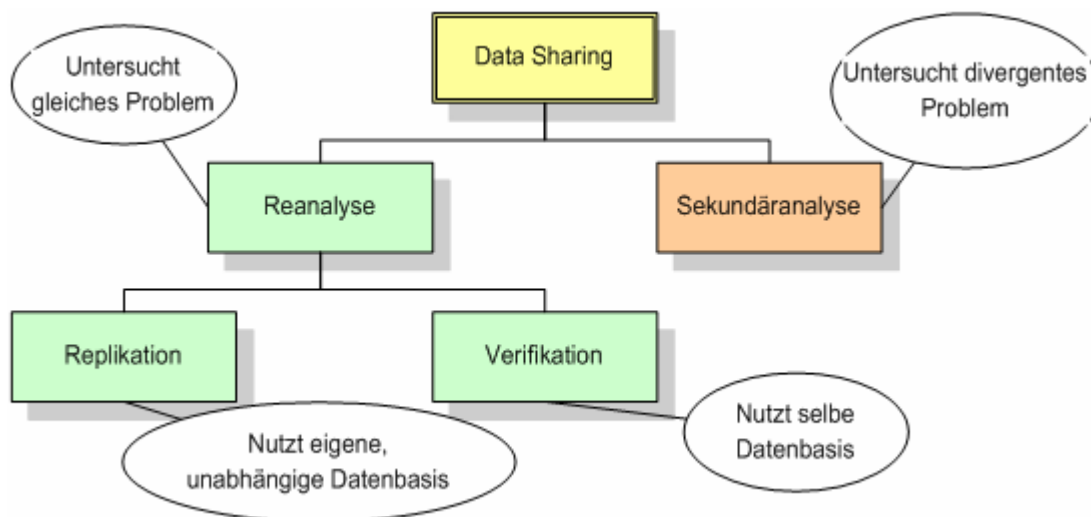 Data Sharing
Untersucht
gleiches Problem
Untersucht divergentes
Problem
Reanalyse
Sekundäranalyse
Replikation
Verifikation
Nutzt eigene,
unabhängige Datenbasis
Nutzt selbe
Datenbasis